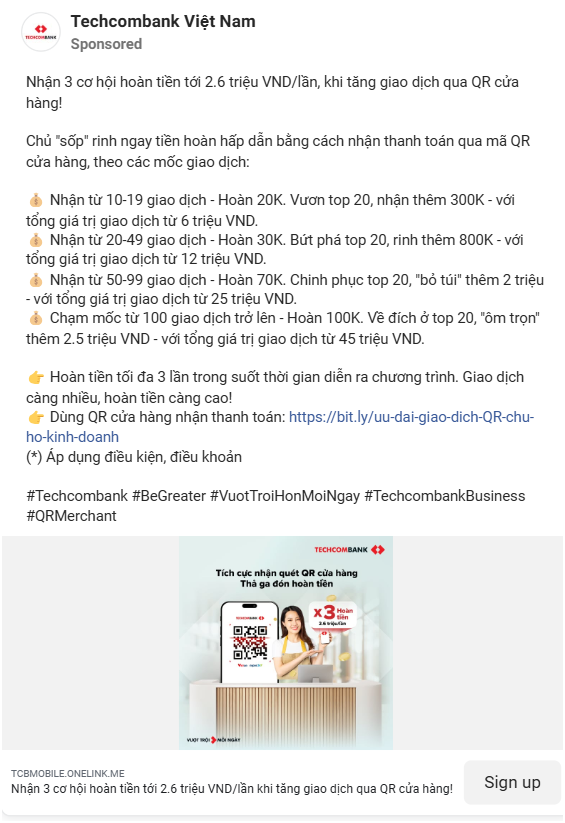 TECHCOMBANK
Techcombank Việt Nam
Sponsored
Nhận 3 cơ hội hoàn tiền tới 2.6 triệu VND/lần, khi tăng giao dịch qua QR cửa
hàng!
Chủ "sốp" rinh ngay tiền hoàn hấp dẫn bằng cách nhận thanh toán qua mã QR
cửa hàng, theo các mốc giao dịch:
💰 Nhận từ 10-19 giao dịch - Hoàn 20K. Vươn top 20, nhận thêm 300K - với
tổng giá trị giao dịch từ 6 triệu VND.
💰 Nhận từ 20-49 giao dịch - Hoàn 30K. Bứt phá top 20, rinh thêm 800K - với
tổng giá trị giao dịch từ 12 triệu VND.
💰 Nhận từ 50-99 giao dịch - Hoàn 70K. Chinh phục top 20, "bỏ túi" thêm 2 triệu
- với tổng giá trị giao dịch từ 25 triệu VND.
💰 Chạm mốc từ 100 giao dịch trở lên - Hoàn 100K. Về đích ở top 20, "ôm trọn"
thêm 2.5 triệu VND - với tổng giá trị giao dịch từ 45 triệu VND.
👉 Hoàn tiền tối đa 3 lần trong suốt thời gian diễn ra chương trình. Giao dịch
càng nhiều, hoàn tiền càng cao!
👉 Dùng QR cửa hàng nhận thanh toán: https://bit.ly/uu-dai-giao-dich-QR-chu-
ho-kinh-doanh
(*) Áp dụng điều kiện, điều khoản
#Techcombank #BeGreater #VuotTroiHonMoiNgay #TechcombankBusiness
#QRMerchant
TECHCOMBANK
Tích cực nhận quét QR cửa hàng
Thả ga đón hoàn tiền
TECHCOMBANK
x3 Hoàn
tiền
2.6 triệu/lần
VƯỢT TRỘI MỖI NGÀY
TCBMOBILE.ONELINK.ME
Nhận 3 cơ hội hoàn tiền tới 2.6 triệu VND/lần khi tăng giao dịch qua QR cửa hàng!
Sign up